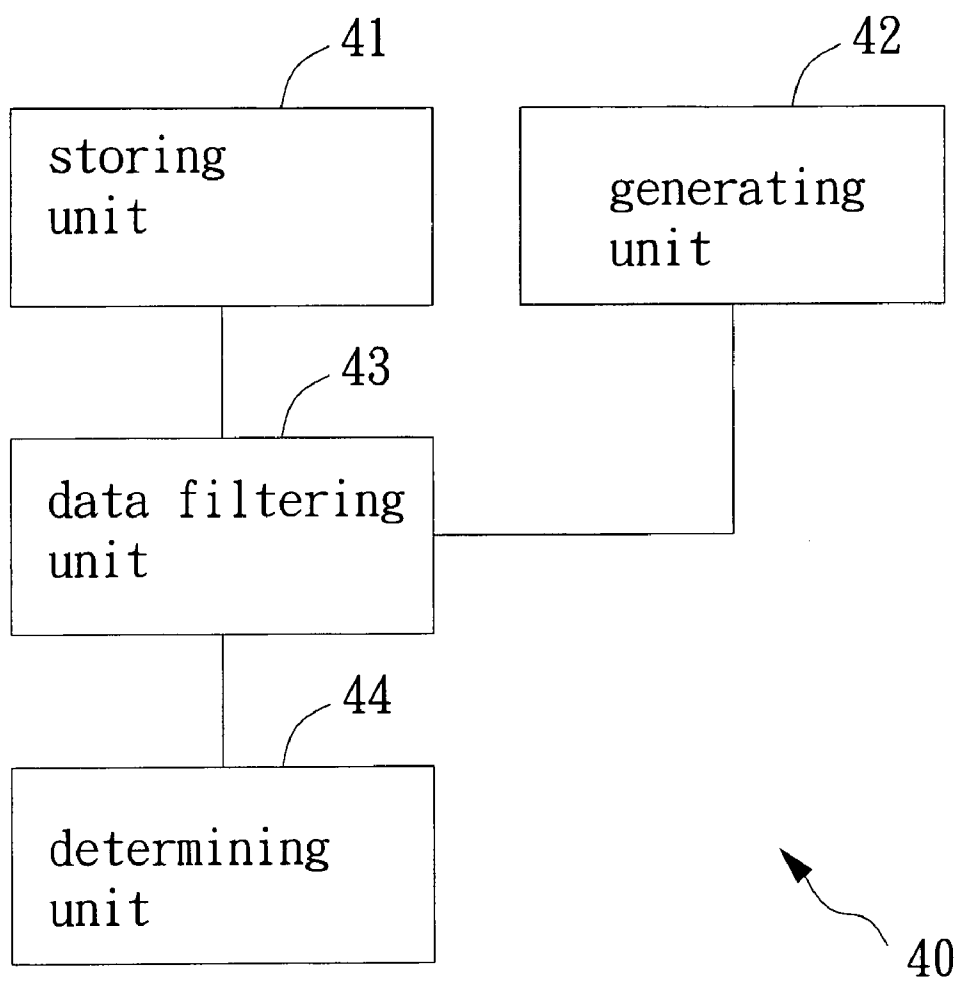 41
storing
unit
42
generating
unit
43
data filtering
unit
44
determining
unit
40